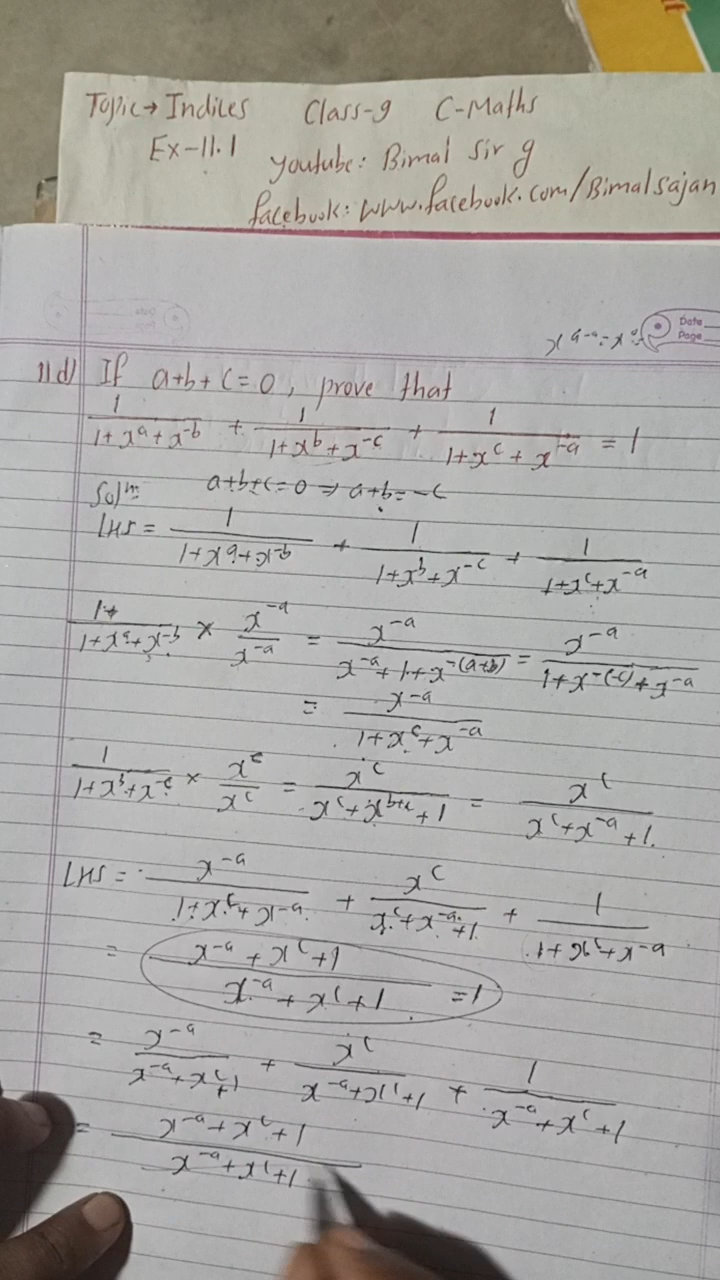 Topic→Indices Class-9 C-Maths
Ex-11.1 youtube: Bimal Sir g
facebook: www.facebook.com/Bimalsajan
Date
Page
11d) If a+b+c=0, prove that
1/(1+x^a+x^-b) + 1/(1+x^b+x^-c) + 1/(1+x^c+x^-a) = 1
Solⁿ: a+b+c=0 ⇒ a+b=-c
LHS = 1/(1+x^a+x^-b) + 1/(1+x^b+x^-c) + 1/(1+x^c+x^-a)
1/(1+x^a+x^-b) × x^-a/x^-a = x^-a/(x^-a+1+x^-(a+b)) = x^-a/(1+x^-(-c)+x^-a)
= x^-a/(1+x^c+x^-a)
1/(1+x^b+x^-c) × x^c/x^c = x^c/(x^c+x^b+c+1) = x^c/(x^c+x^-a+1)
LHS = x^-a/(1+x^c+x^-a) + x^c/(x^c+x^-a+1) + 1/(1+x^c+x^-a)
= (x^-a+x^c+1)/(x^-a+x^c+1) = 1
= x^-a/(x^-a+x^c+1) + x^c/(x^-a+x^c+1) + 1/(x^-a+x^c+1)
= (x^-a+x^c+1)/(x^-a+x^c+1)